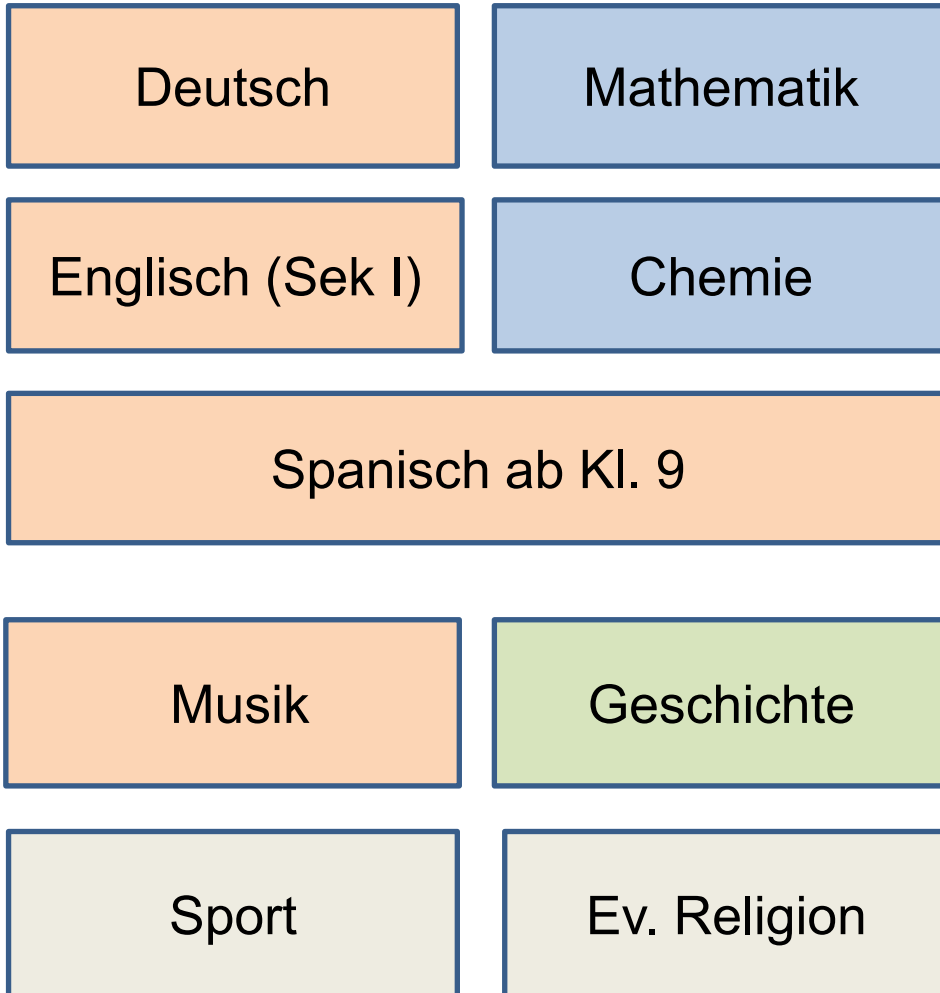 Deutsch
Mathematik
Englisch (Sek I)
Chemie
Spanisch ab Kl. 9
Musik
Geschichte
Sport
Ev. Religion